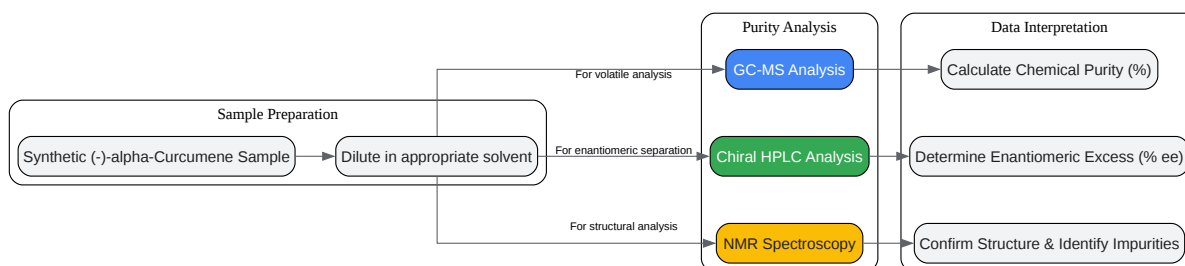 Purity Analysis
Data Interpretation
For volatile analysis
GC-MS Analysis
Calculate Chemical Purity (%)
Sample Preparation
Synthetic (-)-alpha-Curcumene Sample
Dilute in appropriate solvent
For enantiomeric separation
Chiral HPLC Analysis
Determine Enantiomeric Excess (% ee)
For structural analysis
NMR Spectroscopy
Confirm Structure & Identify Impurities